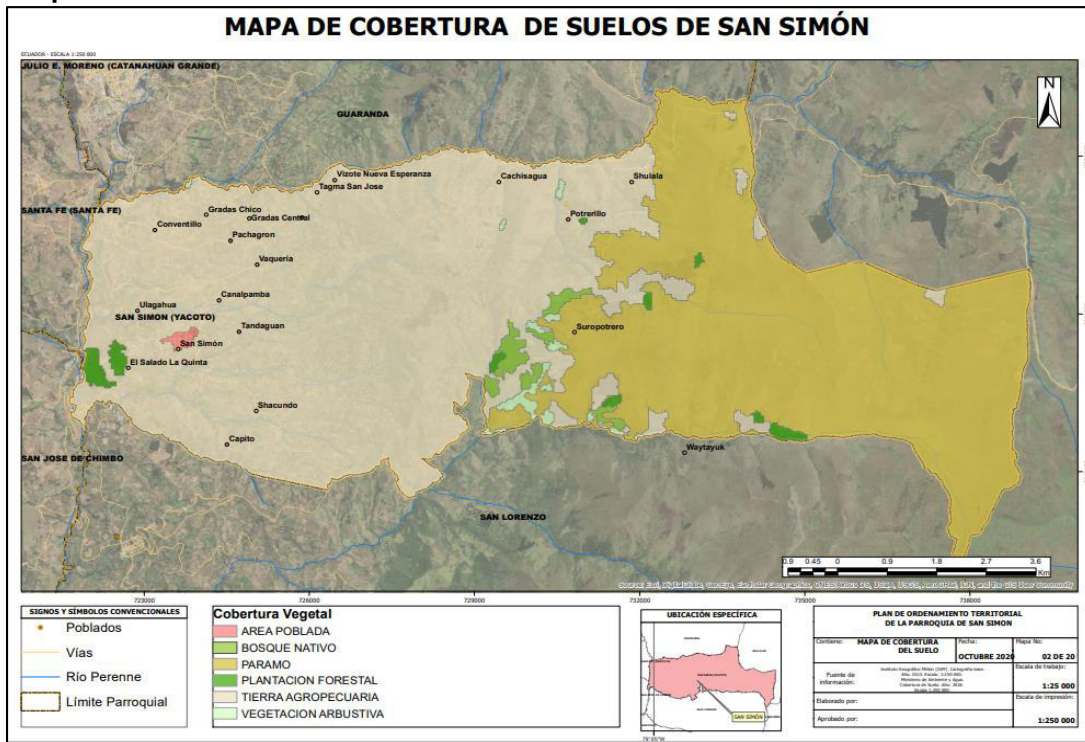 MAPA DE COBERTURA DE SUELOS DE SAN SIMÓN
ECUADOR - ESCALA 1:250 000
JULIO E. MORENO (CATANAHUAN GRANDE)
GUARANDA
N
Vizote Nueva Esperanza
Tagma San Jose
Cachisagua
Shulala
SANTA FE (SANTA FE)
Gradas Chico
Gradas Central
Potrerillo
Conventillo
Pachagron
Vaqueria
Canalpamba
Ulagahua
SAN SIMON (YACOTO)
Tandaguan
Suropotrero
San Simón
El Salado La Quinta
Shacundo
Capito
Waytayuk
SAN JOSE DE CHIMBO
SAN LORENZO
0.9 0.45 0 0.9 1.8 2.7 3.6
Km
723000 726000 729000 732000 735000 738000
SIGNOS Y SÍMBOLOS CONVENCIONALES
Poblados
Vías
Río Perenne
Límite Parroquial
Cobertura Vegetal
AREA POBLADA
BOSQUE NATIVO
PARAMO
PLANTACION FORESTAL
TIERRA AGROPECUARIA
VEGETACION ARBUSTIVA
UBICACIÓN ESPECÍFICA
SAN SIMÓN
PLAN DE ORDENAMIENTO TERRITORIAL
DE LA PARROQUIA DE SAN SIMON
Contiene:
MAPA DE COBERTURA
DEL SUELO
Fecha:
OCTUBRE 2020
Mapa No:
02 DE 20
Fuente de
información:
Escala de trabajo:
1:25 000
Elaborado por:
Escala de impresión:
Aprobado por:
1:250 000